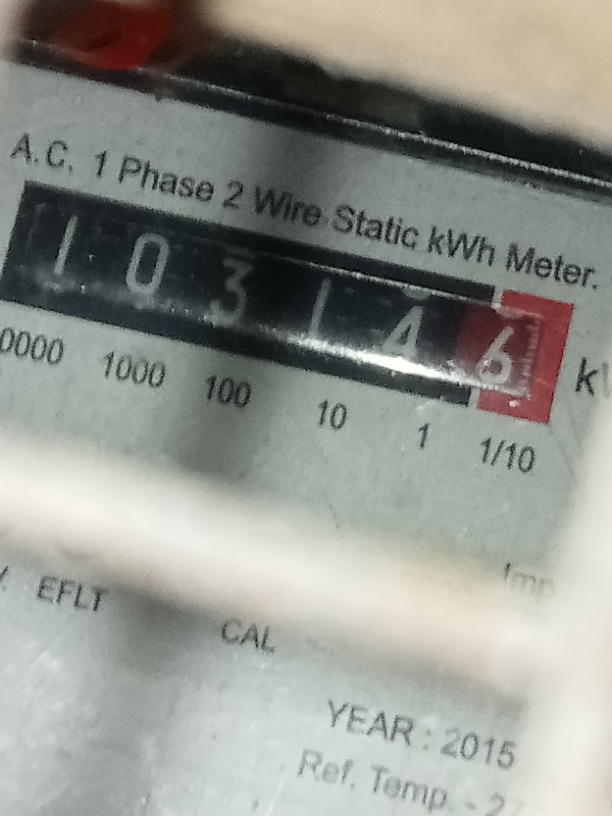 A.C. 1 Phase 2 Wire Static kWh Meter.
1 0 3 1 4 6
0000 1000 100 10 1 1/10
EFLT
CAL
YEAR : 2015
Ref. Temp. - 27